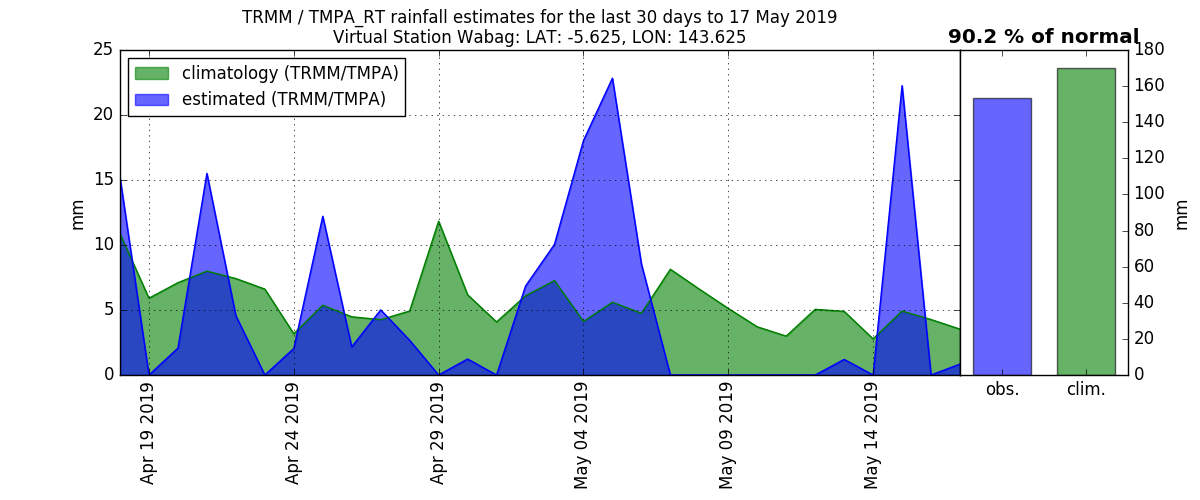 TRMM / TMPA_RT rainfall estimates for the last 30 days to 17 May 2019
Virtual Station Wabag: LAT: -5.625, LON: 143.625
90.2 % of normal
climatology (TRMM/TMPA)
estimated (TRMM/TMPA)
25
20
15
10
5
0
mm
Apr 19 2019
Apr 24 2019
Apr 29 2019
May 04 2019
May 09 2019
May 14 2019
180
160
140
120
100
80
60
40
20
0
mm
obs.
clim.